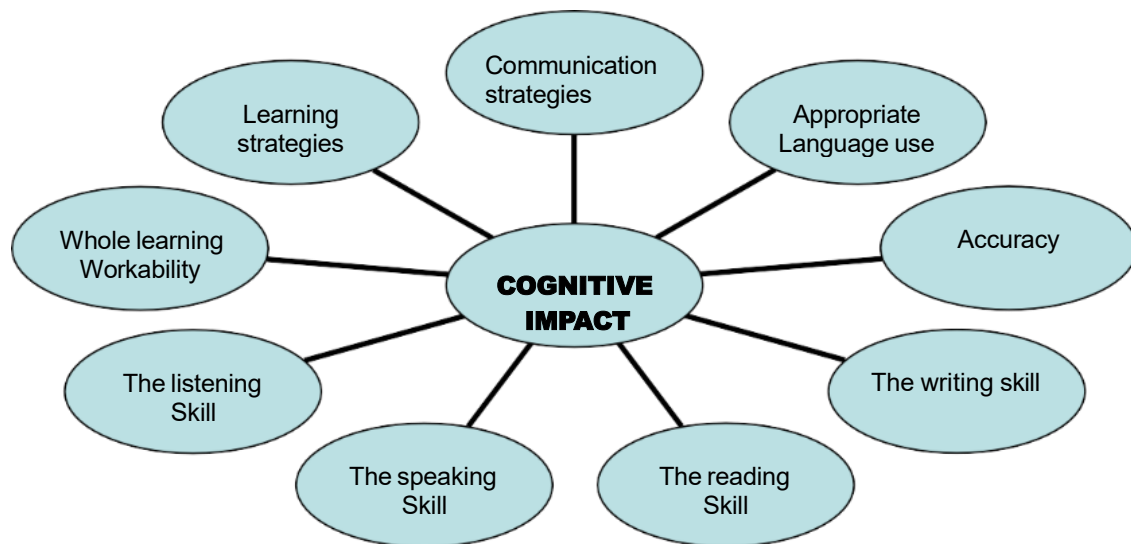 Communication
strategies
Learning
strategies
Appropriate
Language use
Whole learning
Workability
Accuracy
COGNITIVE
IMPACT
The listening
Skill
The writing skill
The speaking
Skill
The reading
Skill